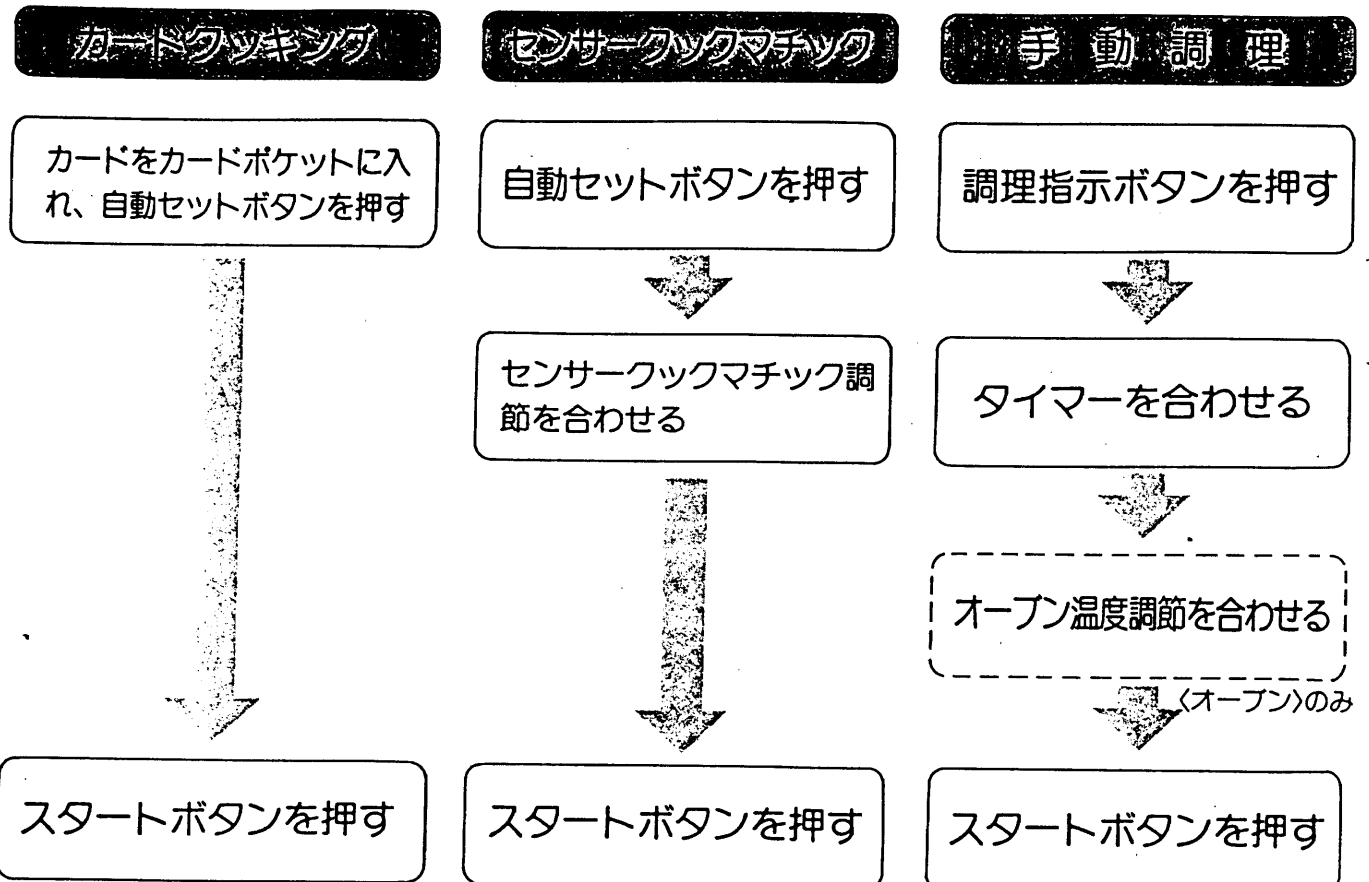 カードクッキング
カードをカードポケットに入
れ、自動セットボタンを押す
スタートボタンを押す
センサークックマチック
自動セットボタンを押す
センサークックマチック調
節を合わせる
スタートボタンを押す
手動調理
調理指示ボタンを押す
タイマーを合わせる
オーブン温度調節を合わせる
〈オーブン〉のみ
スタートボタンを押す